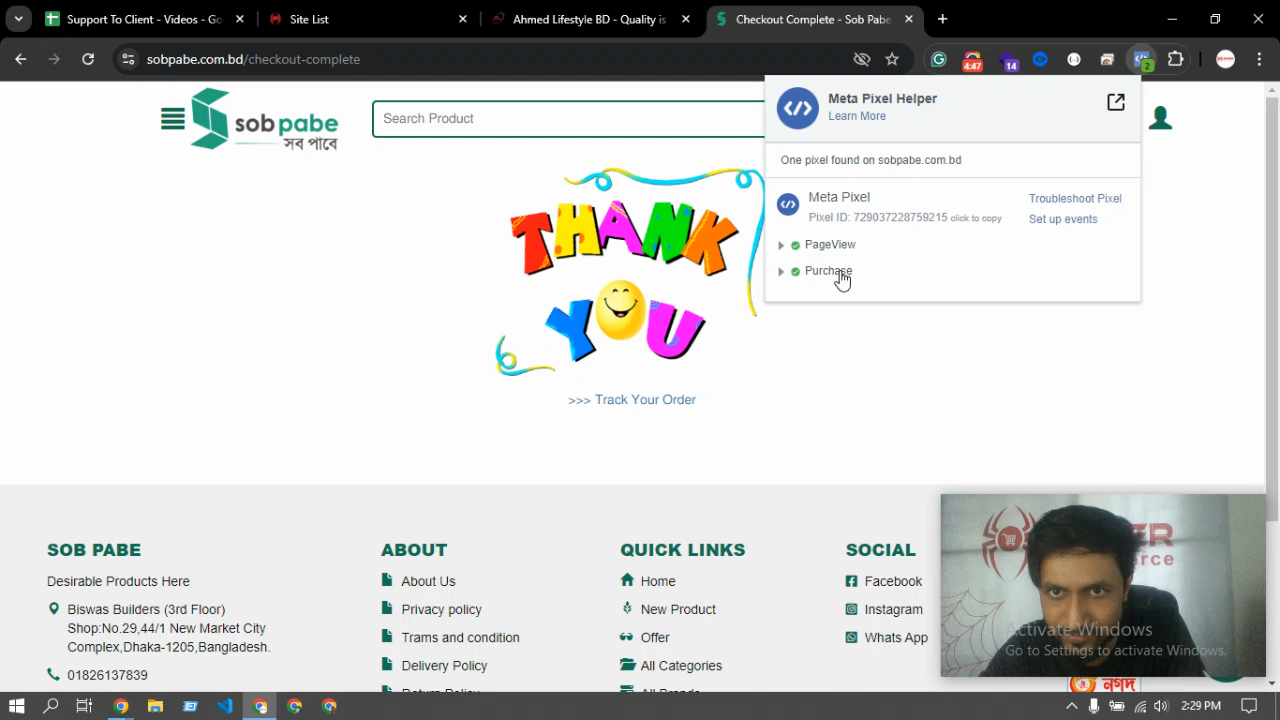 Support To Client - Videos - Go
Site List
Ahmed Lifestyle BD - Quality is
Checkout Complete - Sob Pabe
sobpabe.com.bd/checkout-complete
4:47
14
2
sobpabe
সব পাবে
Search Product
Meta Pixel Helper
Learn More
One pixel found on sobpabe.com.bd
Meta Pixel
Troubleshoot Pixel
Pixel ID: 729037228759215 click to copy
Set up events
PageView
Purchase
THANK
YOU
>>> Track Your Order
SOB PABE
Desirable Products Here
Biswas Builders (3rd Floor)
Shop:No.29,44/1 New Market City
Complex,Dhaka-1205,Bangladesh.
01826137839
ABOUT
About Us
Privacy policy
Trams and condition
Delivery Policy
Return Policy
QUICK LINKS
Home
New Product
Offer
All Categories
All Brands
SOCIAL
Facebook
Instagram
Whats App
Activate Windows
Go to Settings to activate Windows.
নগদ
2:29 PM